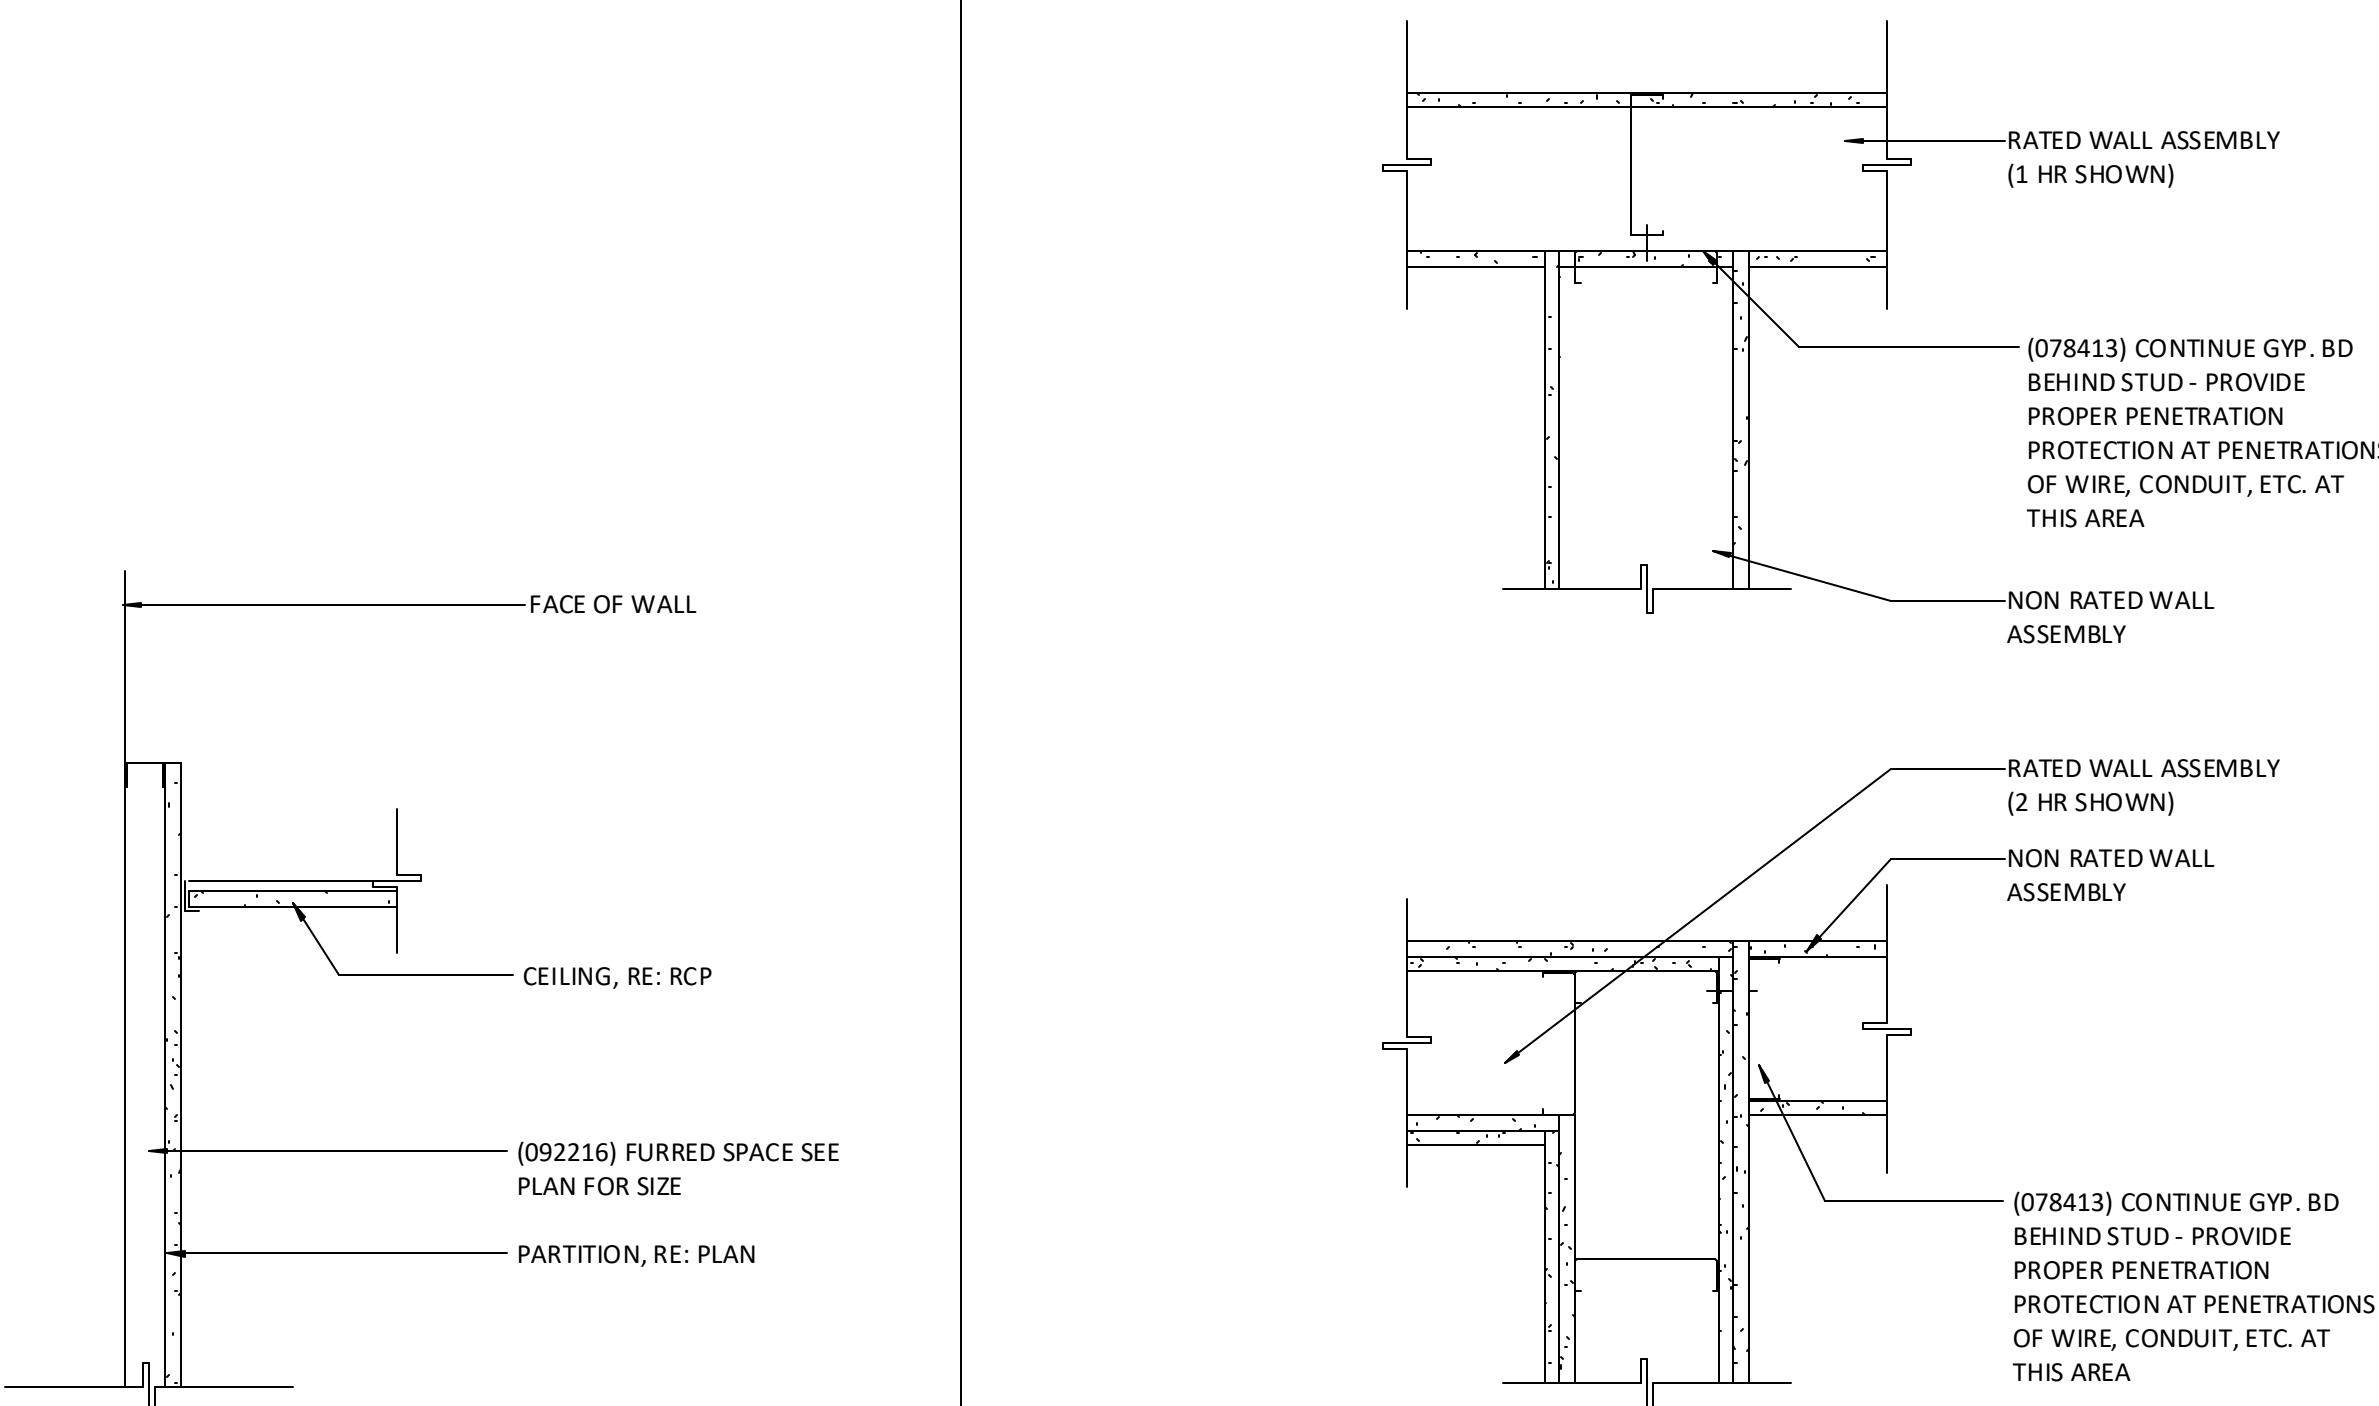 FACE OF WALL
CEILING, RE: RCP
(092216) FURRED SPACE SEE
PLAN FOR SIZE
PARTITION, RE: PLAN
RATED WALL ASSEMBLY
(1 HR SHOWN)
(078413) CONTINUE GYP. BD
BEHIND STUD - PROVIDE
PROPER PENETRATION
PROTECTION AT PENETRATIONS
OF WIRE, CONDUIT, ETC. AT
THIS AREA
NON RATED WALL
ASSEMBLY
RATED WALL ASSEMBLY
(2 HR SHOWN)
NON RATED WALL
ASSEMBLY
(078413) CONTINUE GYP. BD
BEHIND STUD - PROVIDE
PROPER PENETRATION
PROTECTION AT PENETRATIONS
OF WIRE, CONDUIT, ETC. AT
THIS AREA